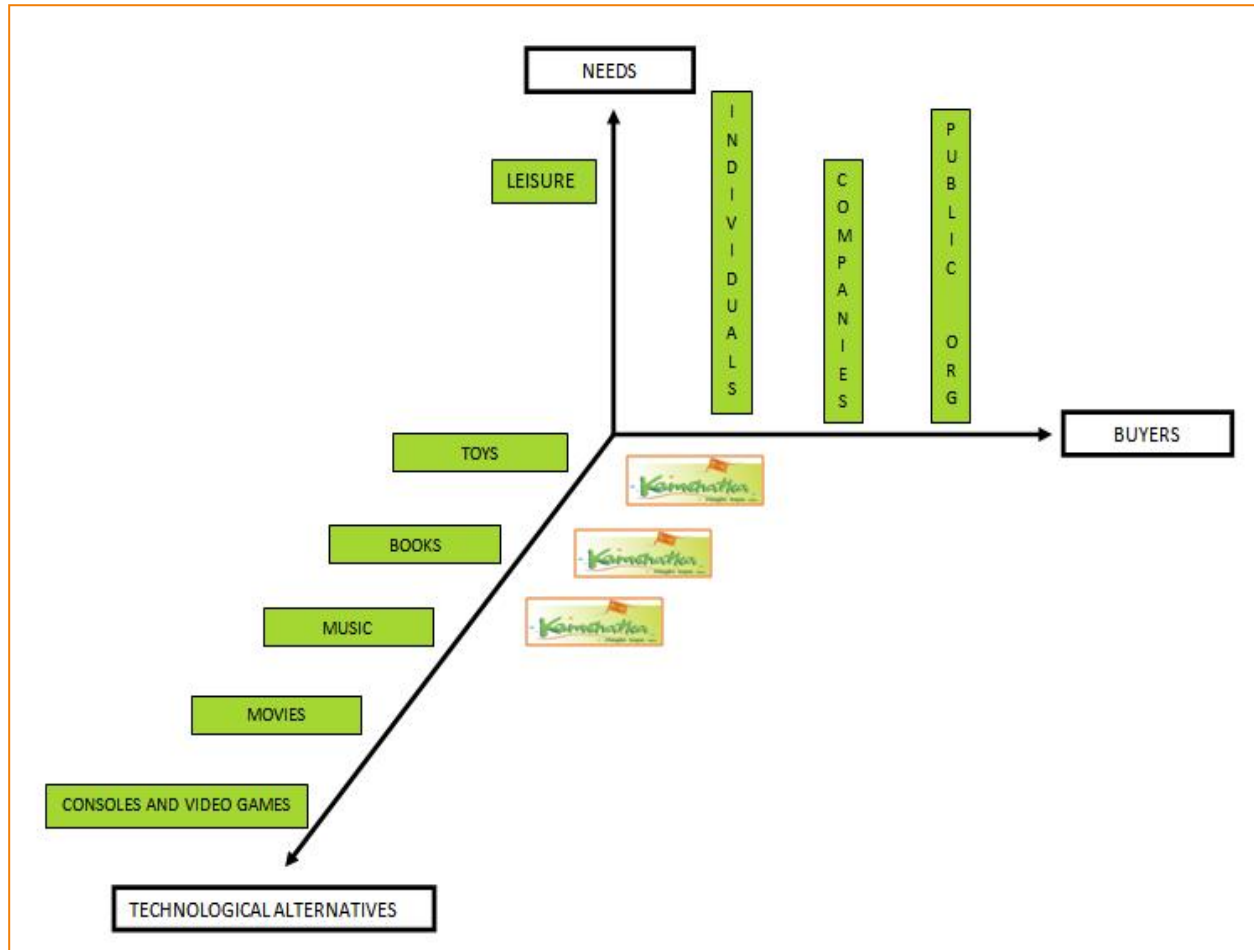 NEEDS
LEISURE
INDIVIDUALS
COMPANIES
PUBLIC ORG
BUYERS
TOYS
Kamchatka
BOOKS
Kamchatka
MUSIC
Kamchatka
MOVIES
CONSOLES AND VIDEO GAMES
TECHNOLOGICAL ALTERNATIVES